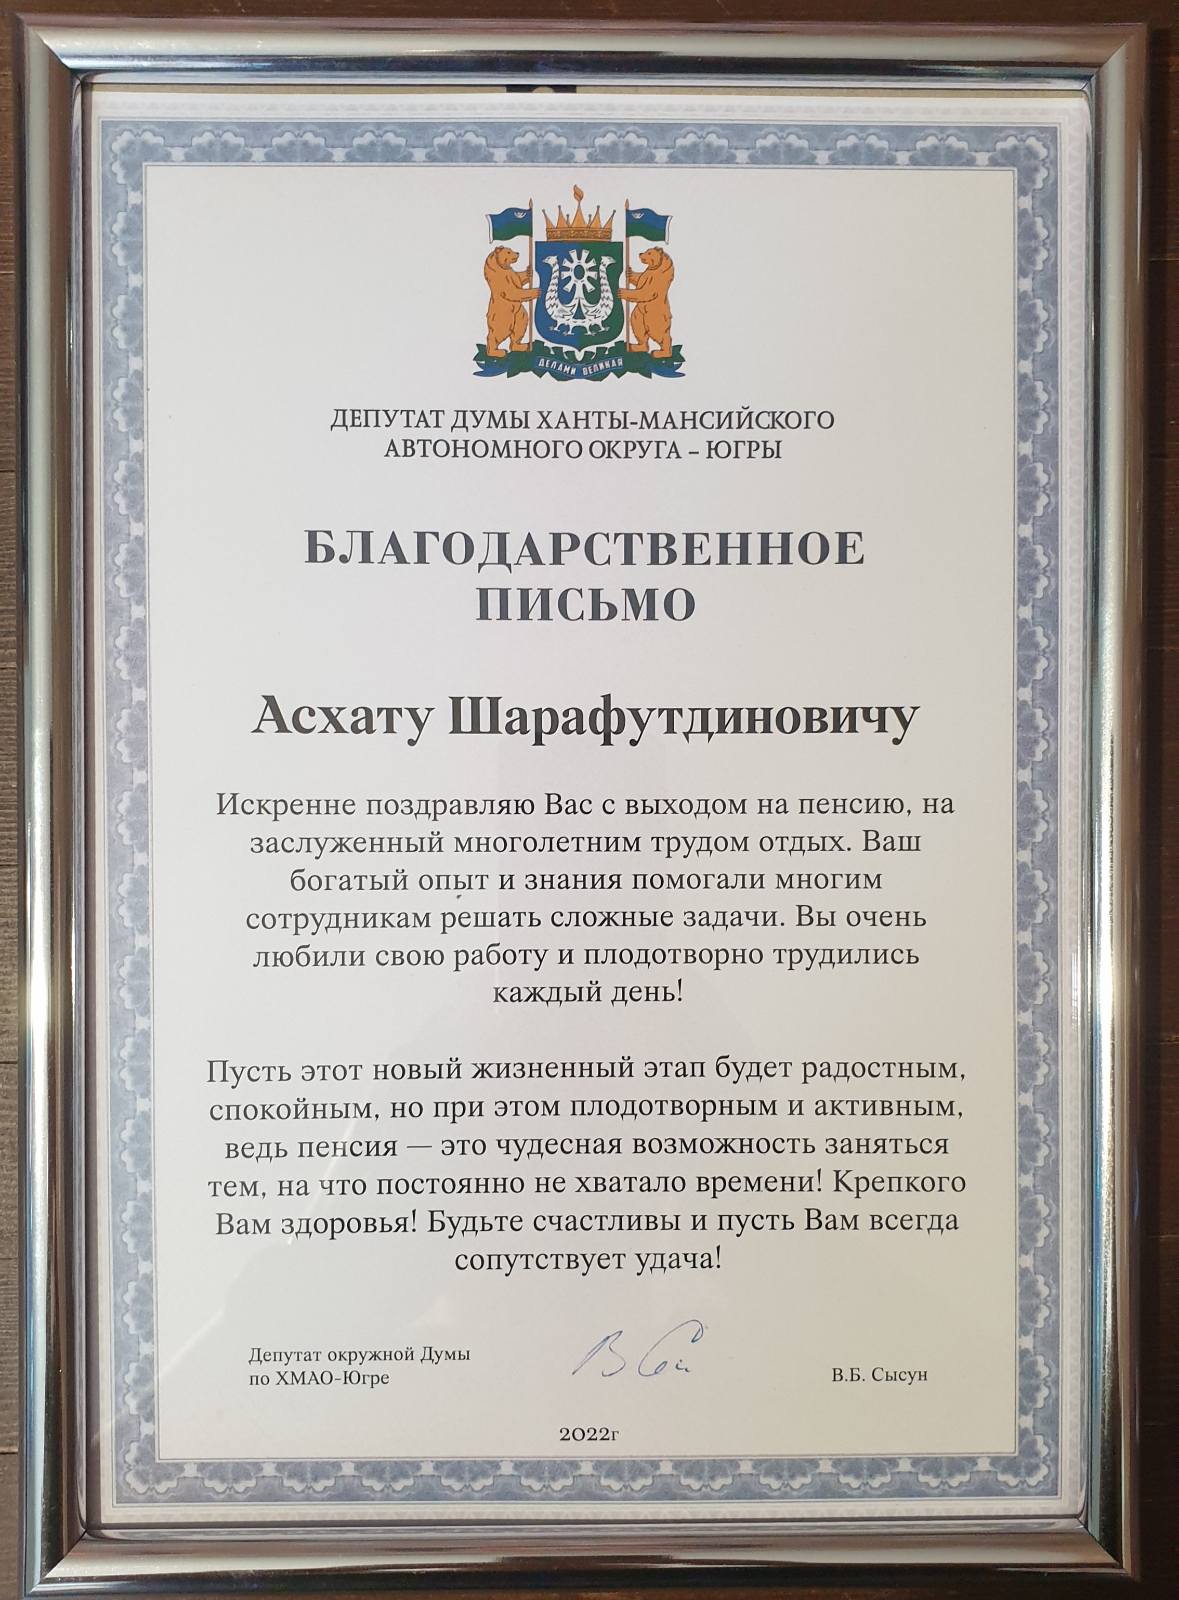 ДЕЛАМИ ВЕЛИКАЯ
ДЕПУТАТ ДУМЫ ХАНТЫ-МАНСИЙСКОГО
АВТОНОМНОГО ОКРУГА – ЮГРЫ
БЛАГОДАРСТВЕННОЕ
ПИСЬМО
Асхату Шарафутдиновичу
Искренне поздравляю Вас с выходом на пенсию, на
заслуженный многолетним трудом отдых. Ваш
богатый опыт и знания помогали многим
сотрудникам решать сложные задачи. Вы очень
любили свою работу и плодотворно трудились
каждый день!
Пусть этот новый жизненный этап будет радостным,
спокойным, но при этом плодотворным и активным,
ведь пенсия — это чудесная возможность заняться
тем, на что постоянно не хватало времени! Крепкого
Вам здоровья! Будьте счастливы и пусть Вам всегда
сопутствует удача!
Депутат окружной Думы
по ХМАО-Югре
В.Б. Сысун
2022г